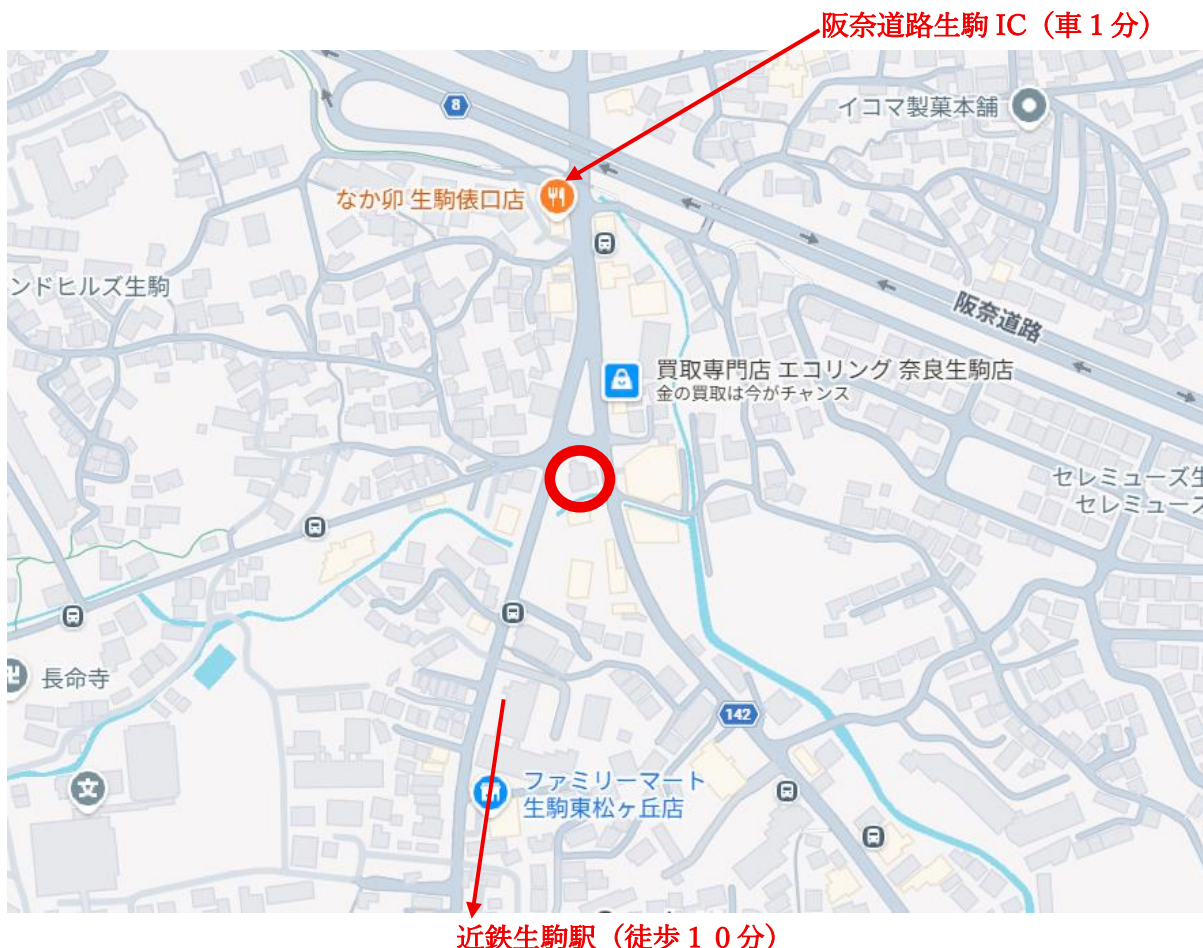 阪奈道路生駒 IC（車１分）
イコマ製菓本舗
8
なか卯 生駒俵口店
ンドヒルズ生駒
阪奈道路
買取専門店 エコリング 奈良生駒店
金の買取は今がチャンス
セレミューズ生
セレミュース
長命寺
142
文
ファミリーマート
生駒東松ヶ丘店
近鉄生駒駅（徒歩１０分）